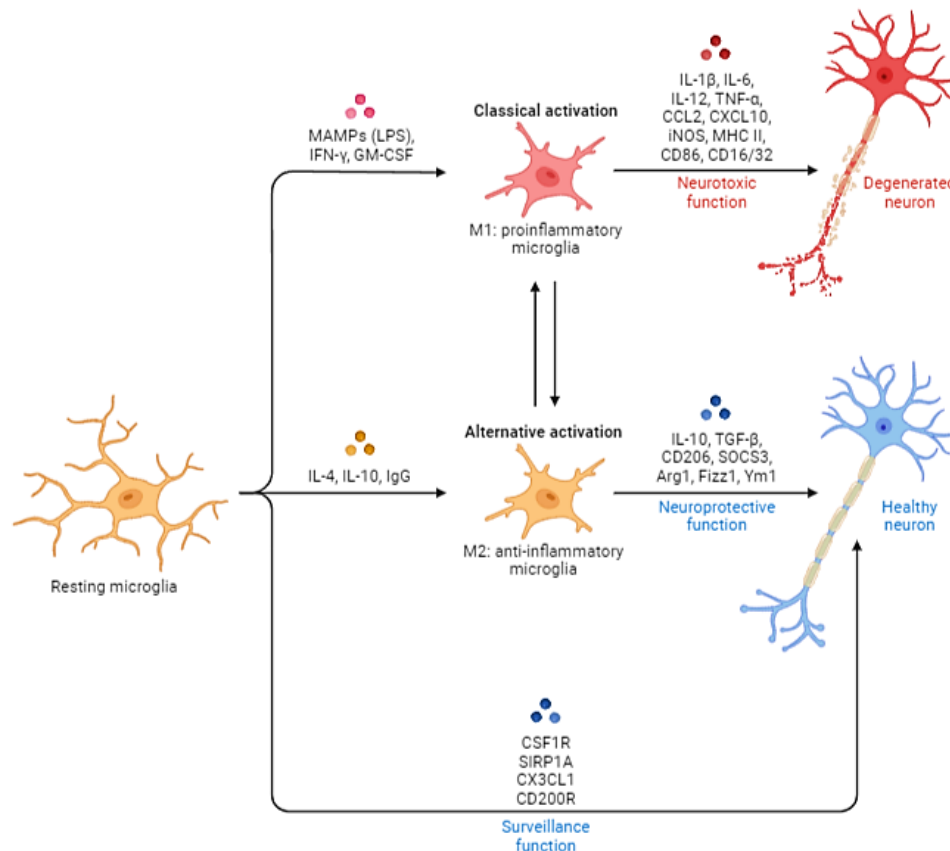 MAMPs (LPS),
IFN-γ, GM-CSF
Classical activation
M1: proinflammatory
microglia
IL-1β, IL-6,
IL-12, TNF-α,
CCL2, CXCL10,
iNOS, MHC II,
CD86, CD16/32
Neurotoxic
function
Degenerated
neuron
Resting microglia
IL-4, IL-10, IgG
Alternative activation
M2: anti-inflammatory
microglia
IL-10, TGF-β,
CD206, SOCS3,
Arg1, Fizz1, Ym1
Neuroprotective
function
Healthy
neuron
CSF1R
SIRP1A
CX3CL1
CD200R
Surveillance
function